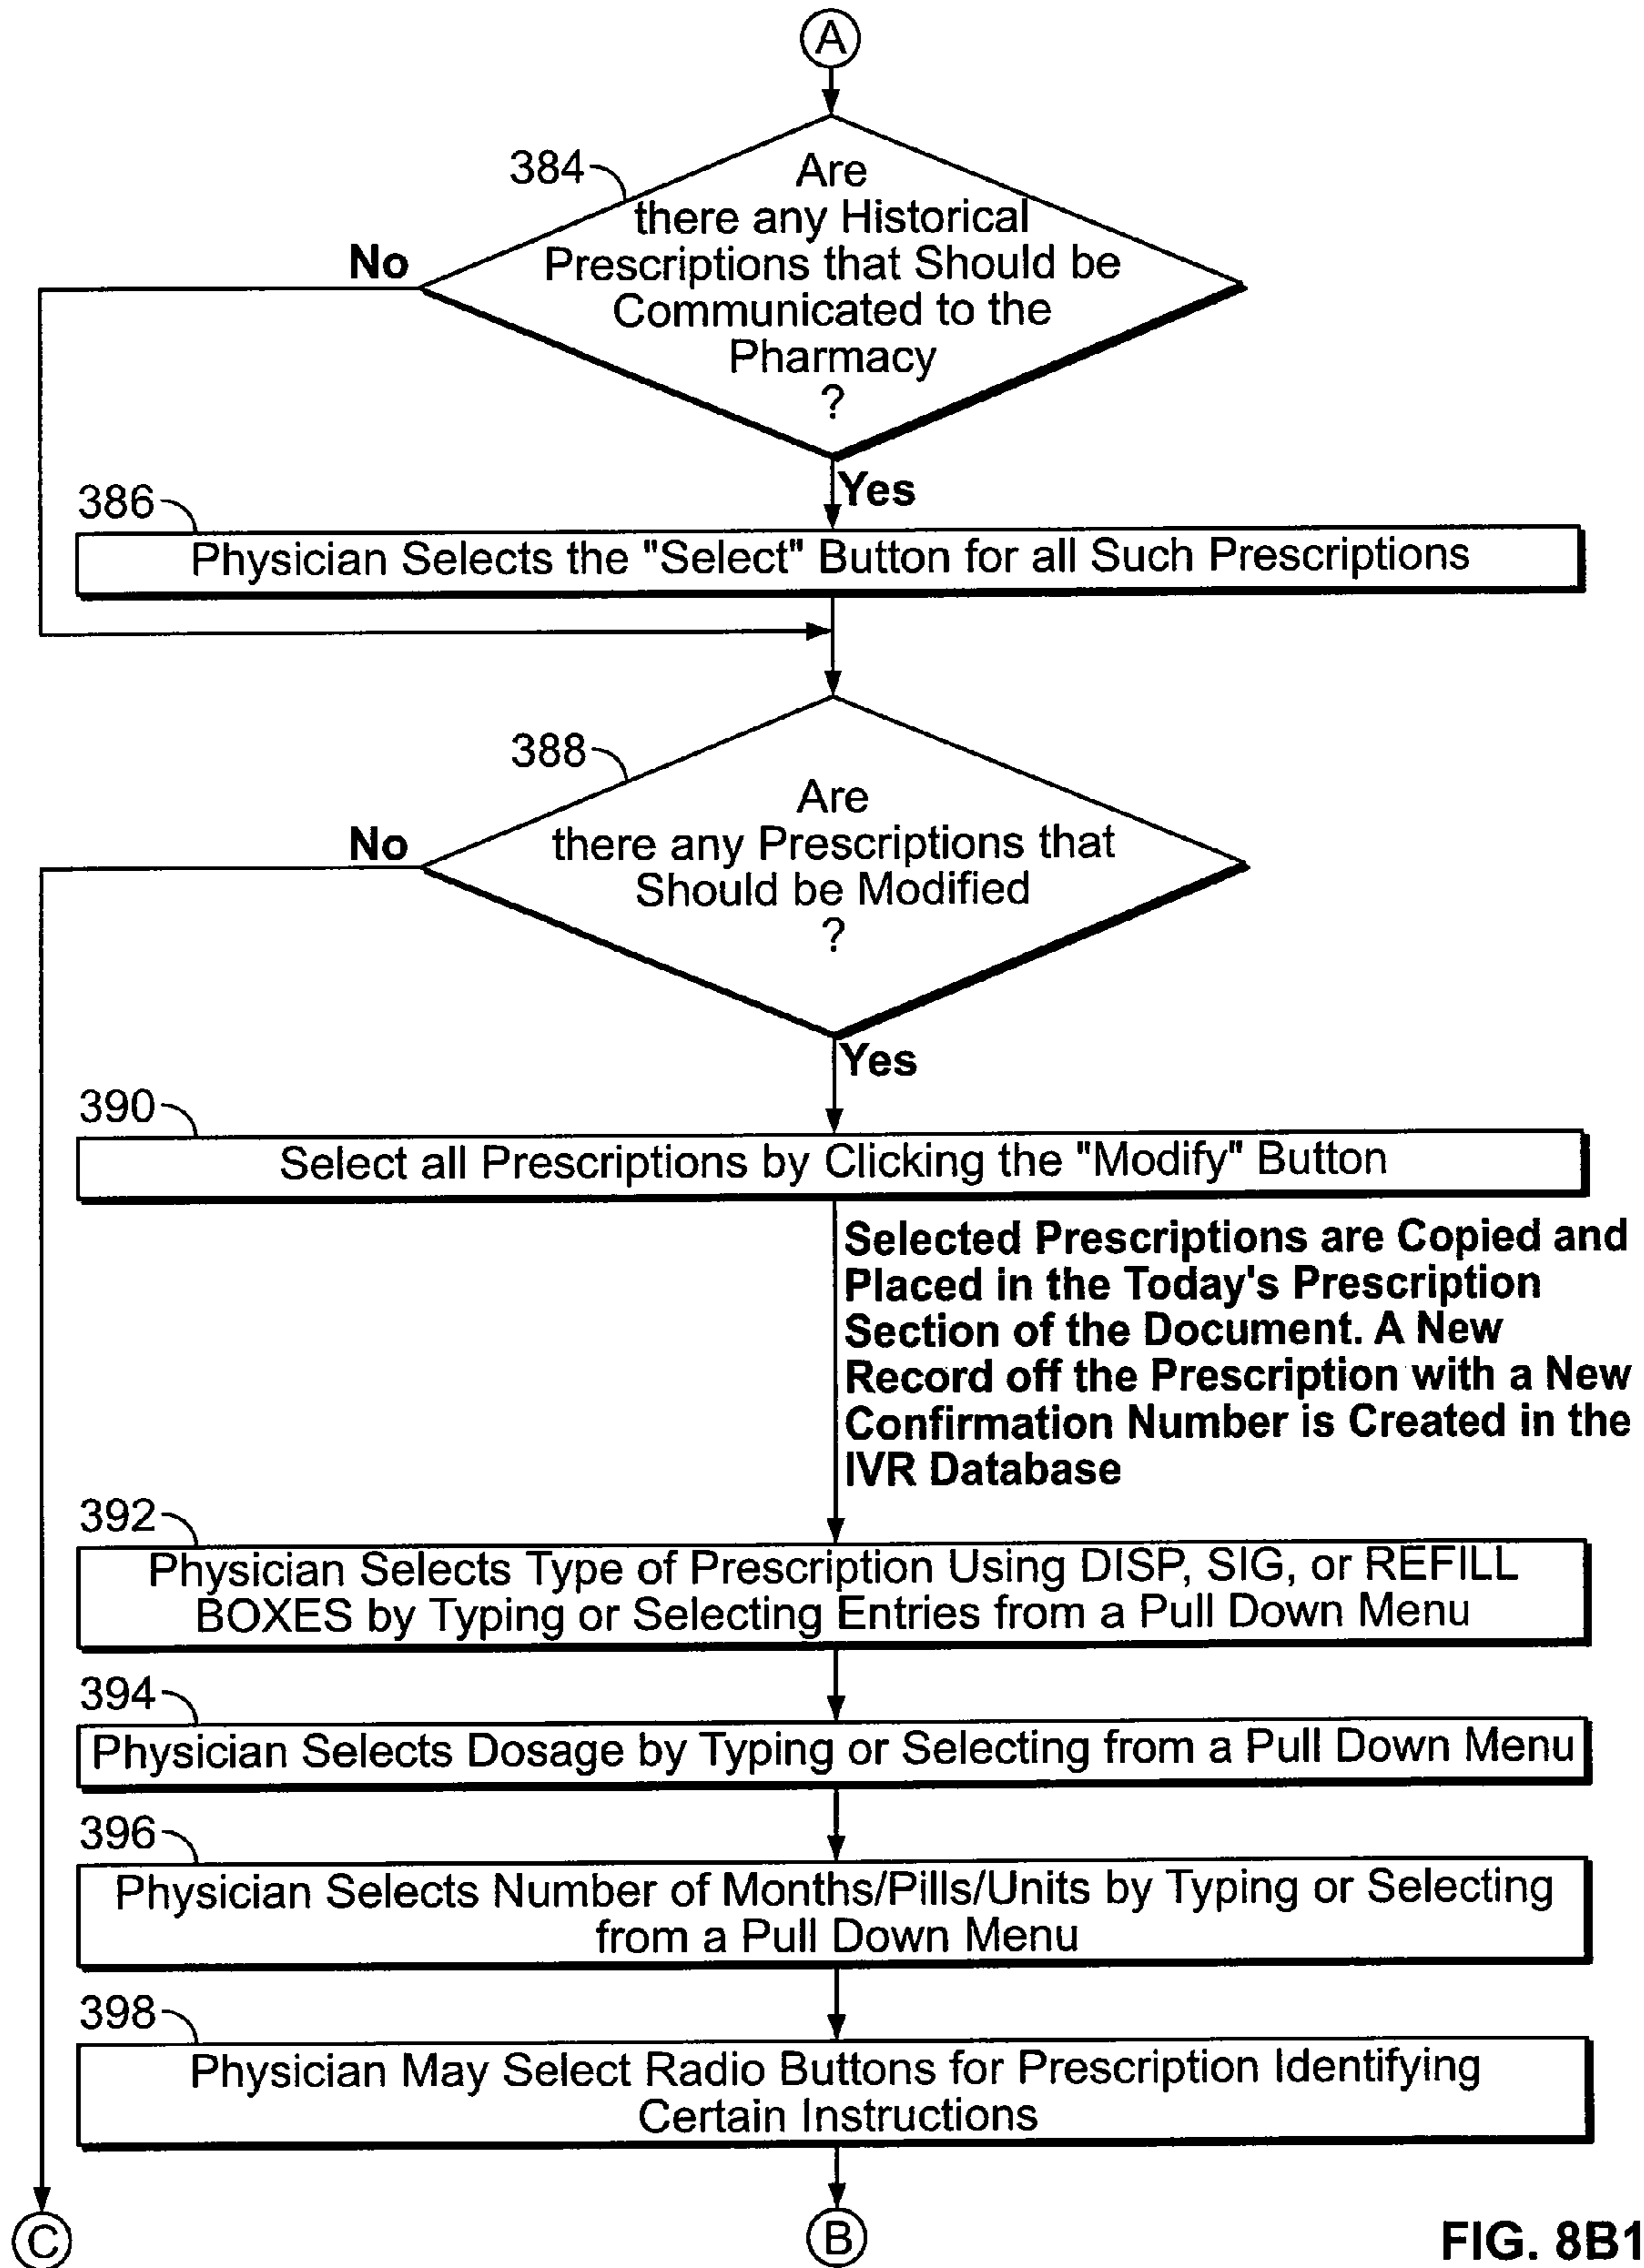 A
384
Are
there any Historical
Prescriptions that Should be
Communicated to the
Pharmacy
?
No
Yes
386
Physician Selects the "Select" Button for all Such Prescriptions
388
Are
there any Prescriptions that
Should be Modified
?
No
Yes
390
Select all Prescriptions by Clicking the "Modify" Button
Selected Prescriptions are Copied and
Placed in the Today's Prescription
Section of the Document. A New
Record off the Prescription with a New
Confirmation Number is Created in the
IVR Database
392
Physician Selects Type of Prescription Using DISP, SIG, or REFILL
BOXES by Typing or Selecting Entries from a Pull Down Menu
394
Physician Selects Dosage by Typing or Selecting from a Pull Down Menu
396
Physician Selects Number of Months/Pills/Units by Typing or Selecting
from a Pull Down Menu
398
Physician May Select Radio Buttons for Prescription Identifying
Certain Instructions
C
B
FIG. 8B1